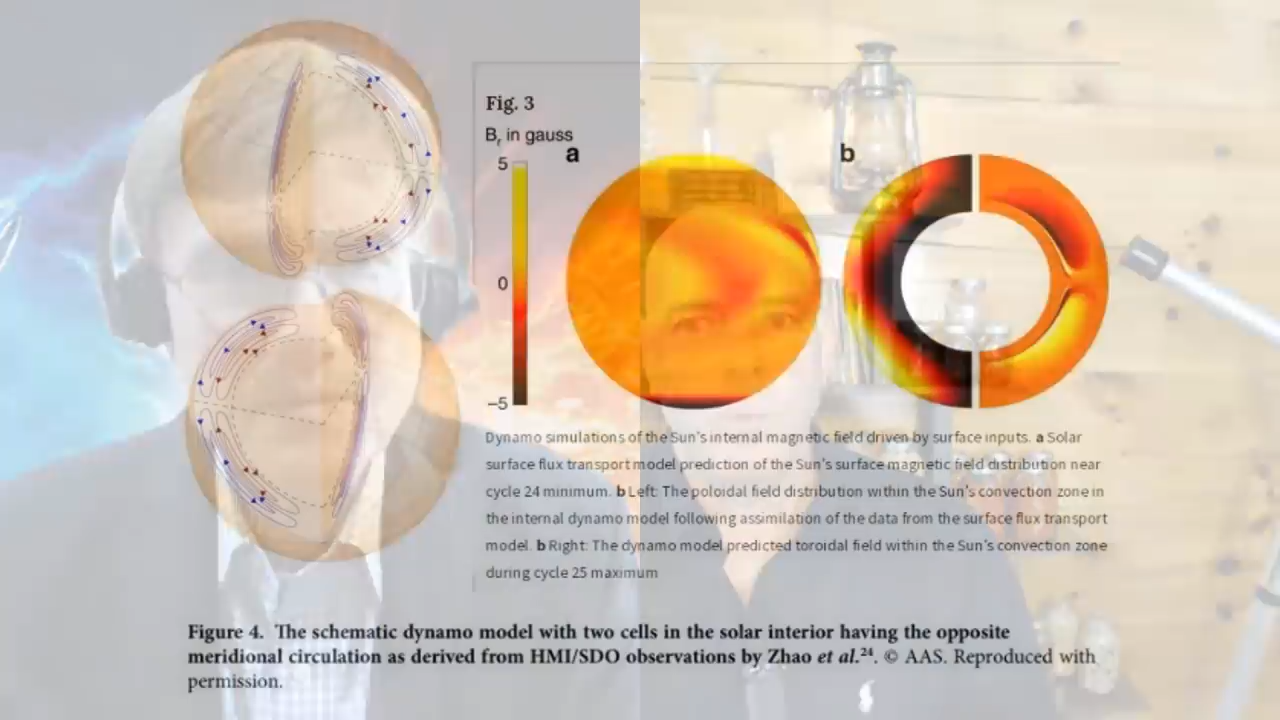 Fig. 3
Br in gauss
a
b
5
0
−5
Dynamo simulations of the Sun's internal magnetic field driven by surface inputs. a Solar
surface flux transport model prediction of the Sun's surface magnetic field distribution near
cycle 24 minimum. b Left: The poloidal field distribution within the Sun's convection zone in
the internal dynamo model following assimilation of the data from the surface flux transport
model. b Right: The dynamo model predicted toroidal field within the Sun's convection zone
during cycle 25 maximum
Figure 4. The schematic dynamo model with two cells in the solar interior having the opposite
meridional circulation as derived from HMI/SDO observations by Zhao et al.24. © AAS. Reproduced with
permission.